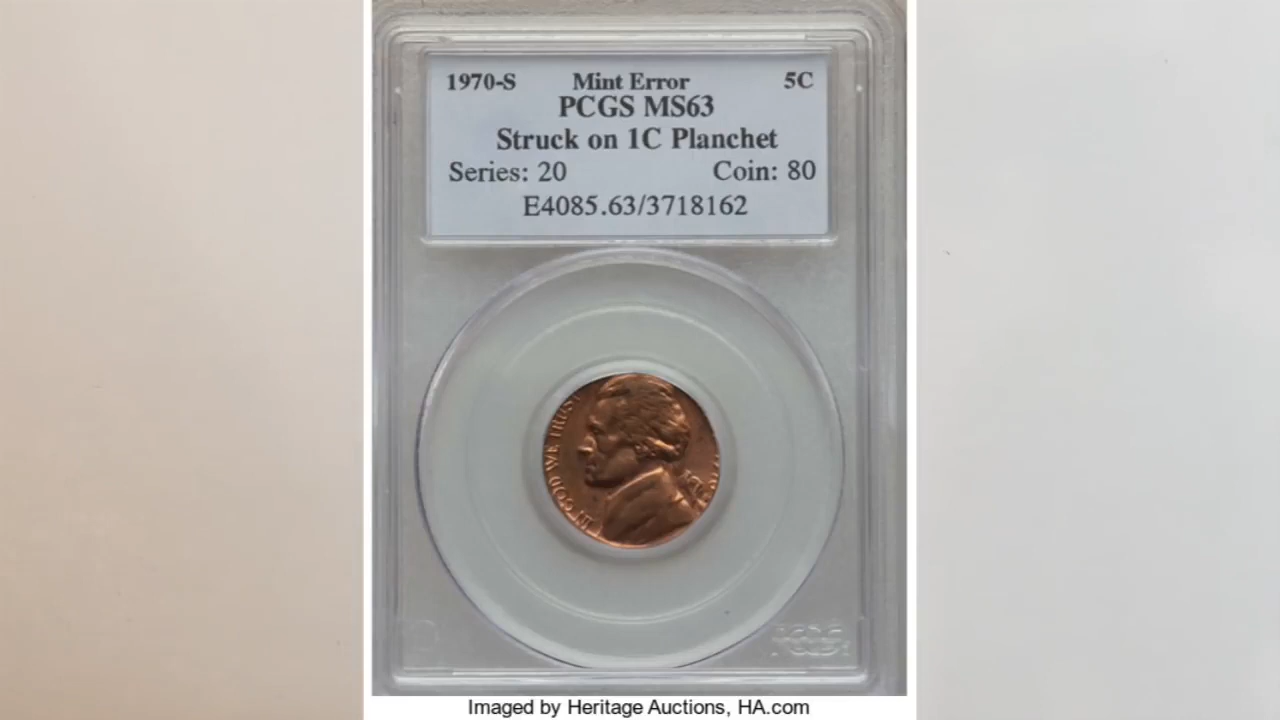 1970-S Mint Error 5C
PCGS MS63
Struck on 1C Planchet
Series: 20 Coin: 80
E4085.63/3718162
IN GOD WE TRUST
PCGS
Imaged by Heritage Auctions, HA.com